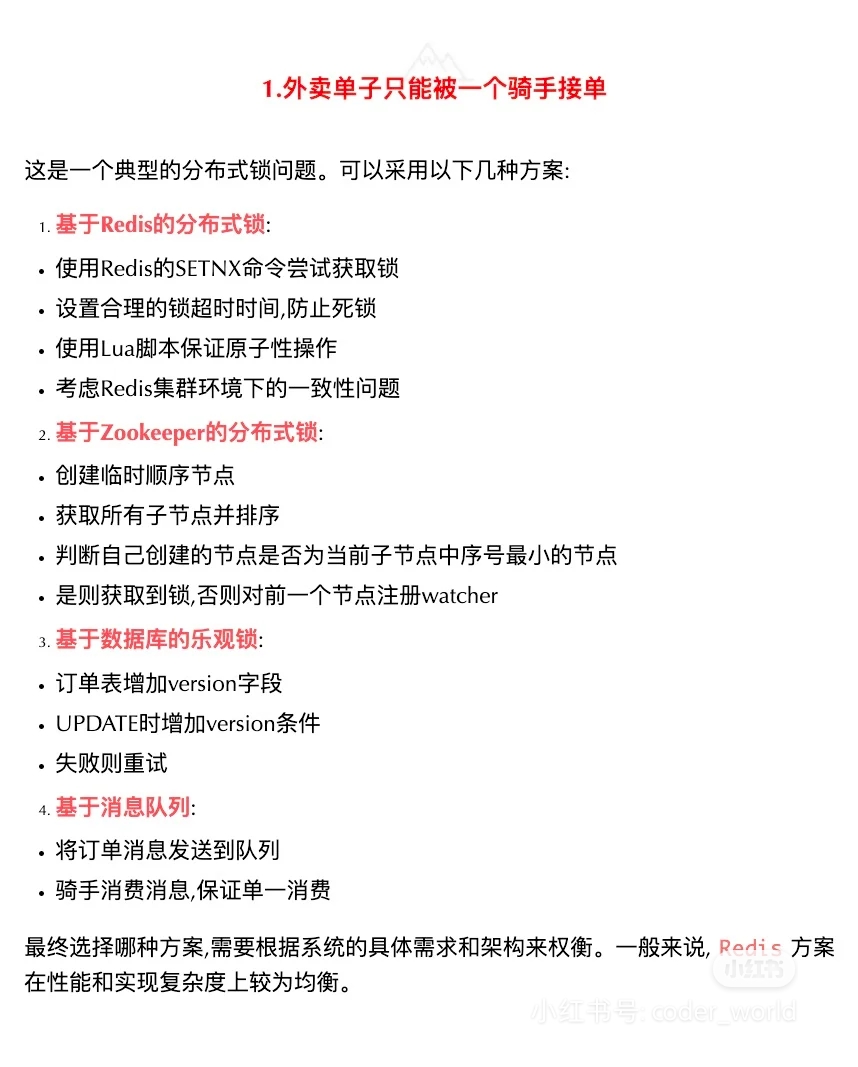 1.外卖单子只能被一个骑手接单
这是一个典型的分布式锁问题。可以采用以下几种方案:
1. 基于Redis的分布式锁:
• 使用Redis的SETNX命令尝试获取锁
• 设置合理的锁超时时间,防止死锁
• 使用Lua脚本保证原子性操作
• 考虑Redis集群环境下的一致性问题
2. 基于Zookeeper的分布式锁:
• 创建临时顺序节点
• 获取所有子节点并排序
• 判断自己创建的节点是否为当前子节点中序号最小的节点
• 是则获取到锁,否则对前一个节点注册watcher
3. 基于数据库的乐观锁:
• 订单表增加version字段
• UPDATE时增加version条件
• 失败则重试
4. 基于消息队列:
• 将订单消息发送到队列
• 骑手消费消息,保证单一消费
最终选择哪种方案,需要根据系统的具体需求和架构来权衡。一般来说, Redis 方案
在性能和实现复杂度上较为均衡。
小红书
小红书号: coder_world